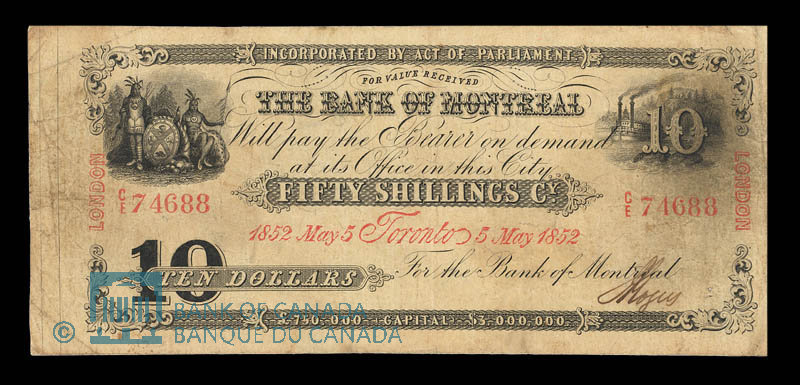 INCORPORATED BY ACT OF PARLIAMENT.
FOR VALUE RECEIVED
THE BANK OF MONTREAL
10
Will pay the Bearer on demand
at its Office in this City
FIFTY SHILLINGS Cy.
LONDON
C/E 74688
C/E 74688
LONDON
1852 May 5 Toronto 5 May 1852
10
TEN DOLLARS
For the Bank of Montreal
£ 750,000. CAPITAL. $3,000,000.
© BANK OF CANADA
BANQUE DU CANADA